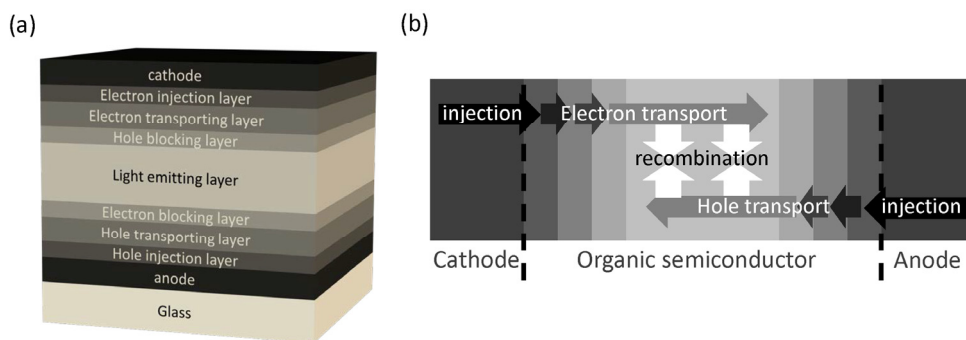 (a)
cathode
Electron injection layer
Electron transporting layer
Hole blocking layer
Light emitting layer
Electron blocking layer
Hole transporting layer
Hole injection layer
anode
Glass
(b)
injection Electron transport
recombination
Hole transport injection
Cathode Organic semiconductor Anode